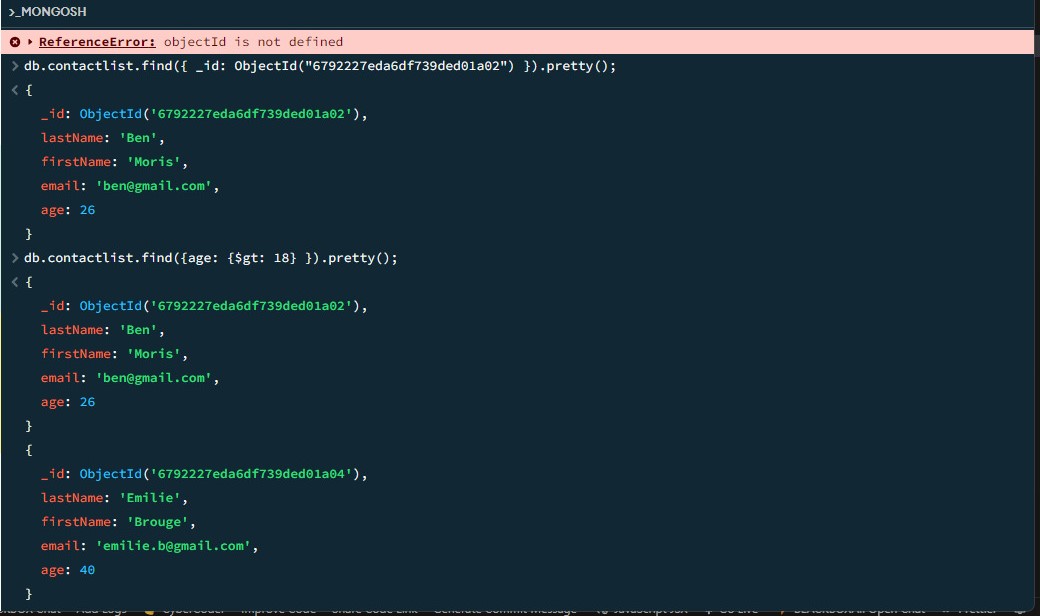 >_MONGOSH
ReferenceError: objectId is not defined
> db.contactlist.find({ _id: ObjectId("6792227eda6df739ded01a02") }).pretty();
< {
_id: ObjectId('6792227eda6df739ded01a02'),
lastName: 'Ben',
firstName: 'Moris',
email: 'ben@gmail.com',
age: 26
}
> db.contactlist.find({age: {$gt: 18} }).pretty();
< {
_id: ObjectId('6792227eda6df739ded01a02'),
lastName: 'Ben',
firstName: 'Moris',
email: 'ben@gmail.com',
age: 26
}
{
_id: ObjectId('6792227eda6df739ded01a04'),
lastName: 'Emilie',
firstName: 'Brouge',
email: 'emilie.b@gmail.com',
age: 40
}